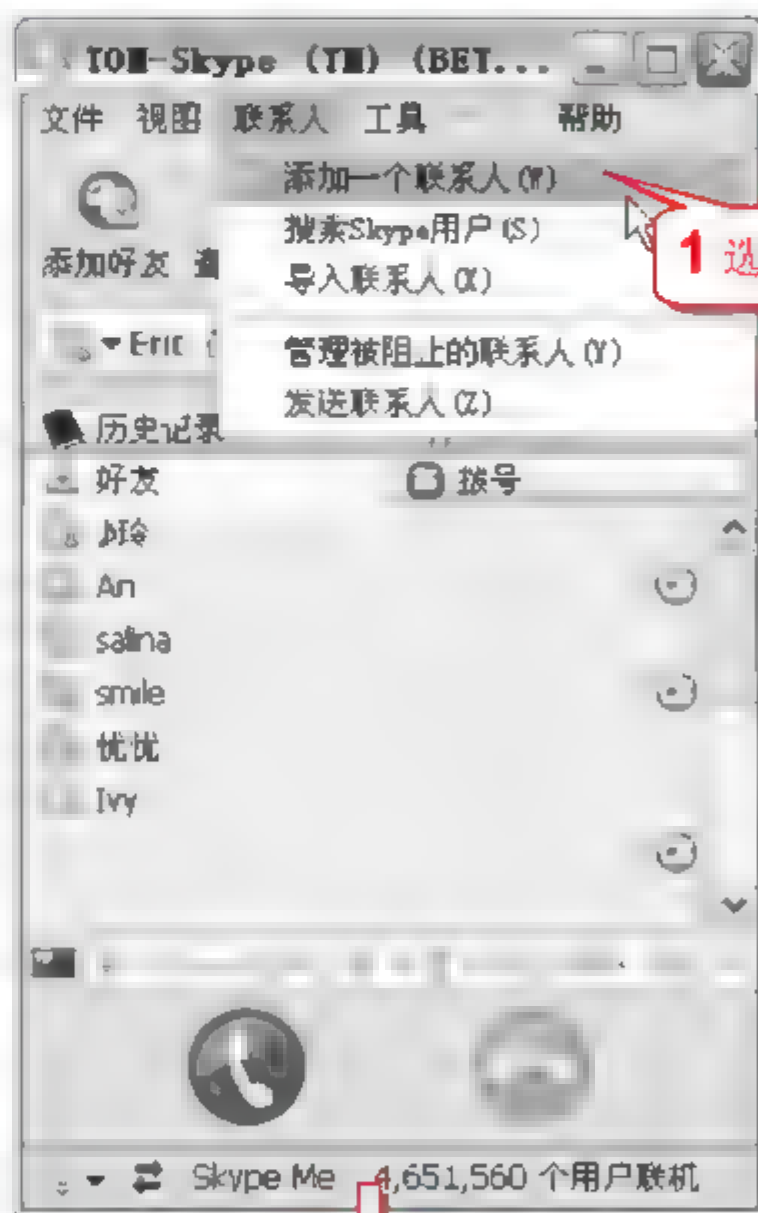 TOM-Skype (TM) (BET...
文件 视图 联系人 工具 帮助
添加一个联系人(W)
搜索Skype用户(S)
1 选
添加好友
导入联系人(X)
Eric
管理被阻止的联系人(Y)
发送联系人(Z)
历史记录
好友 拨号
An
salina
smile
忧忧
Ivy
Skype Me 4,651,560 个用户联机